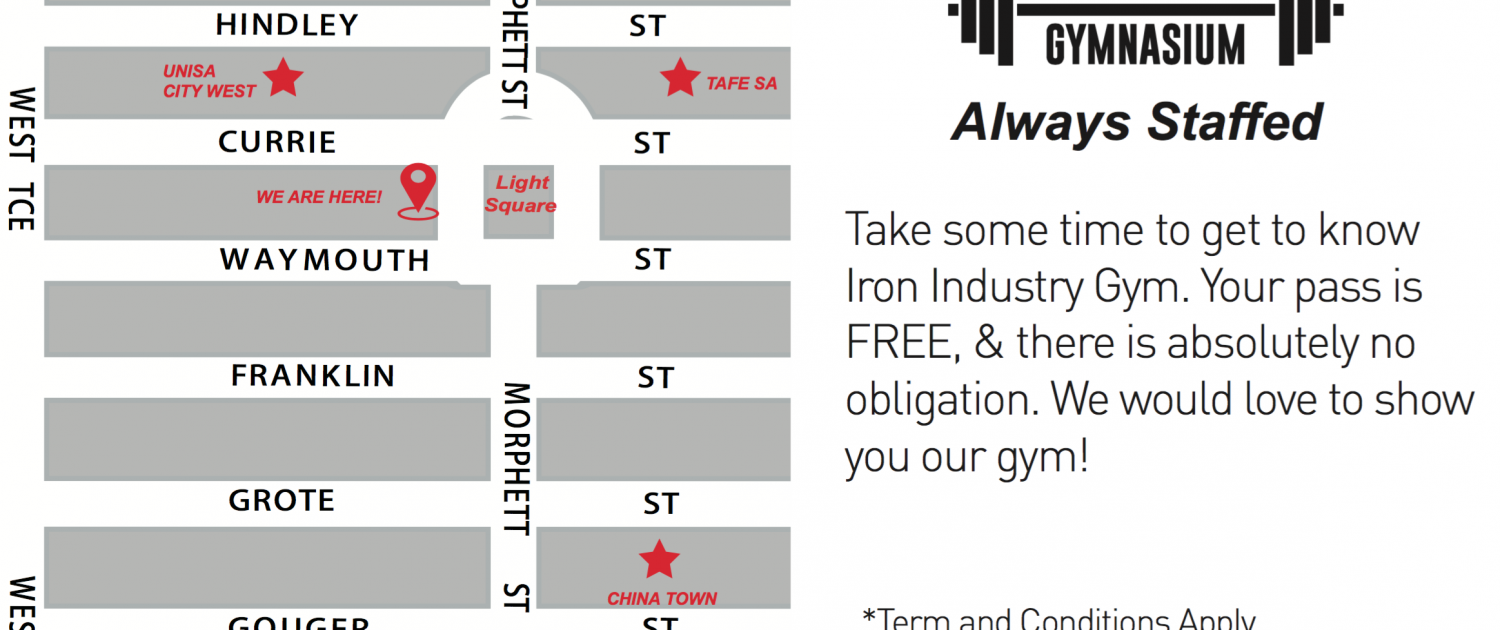 HINDLEY ST
PHETT ST
UNISA
CITY WEST
TAFE SA
WEST TCE
CURRIE ST
WE ARE HERE!
Light
Square
WAYMOUTH ST
FRANKLIN ST
MORPHETT ST
GROTE ST
CHINA TOWN
WES
GOUGER ST
GYMNASIUM
Always Staffed
Take some time to get to know
Iron Industry Gym. Your pass is
FREE, & there is absolutely no
obligation. We would love to show
you our gym!
*Term and Conditions Apply